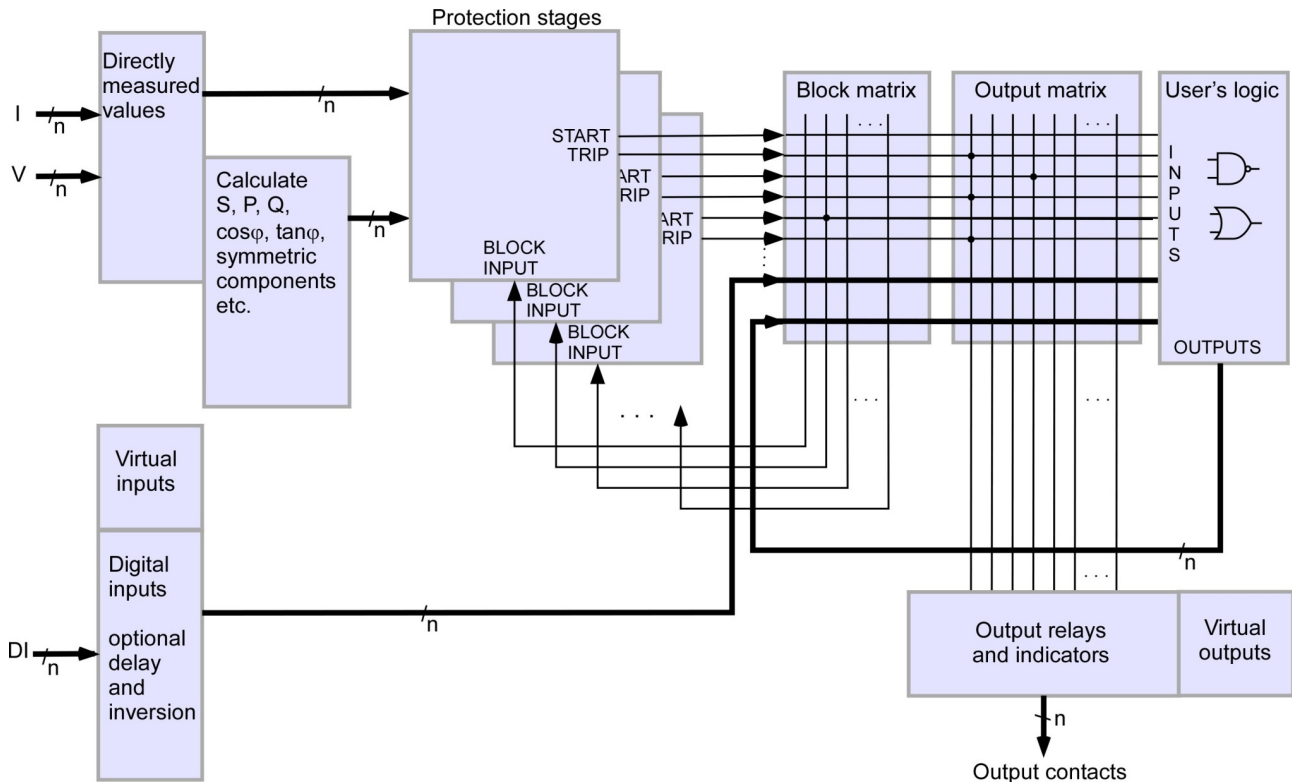 Protection stages
Directly
measured
values
I
n
V
n
n
Calculate
S, P, Q,
cosφ, tanφ,
symmetric
components
etc.
n
START
TRIP
ART
RIP
ART
RIP
BLOCK
INPUT
BLOCK
INPUT
BLOCK
INPUT
. . .
Block matrix
. . .
. . .
Output matrix
. . .
. . .
. . .
User's logic
I
N
P
U
T
S
OUTPUTS
n
Virtual
inputs
Digital
inputs
optional
delay
and
inversion
DI
n
n
Output relays
and indicators
Virtual
outputs
n
Output contacts